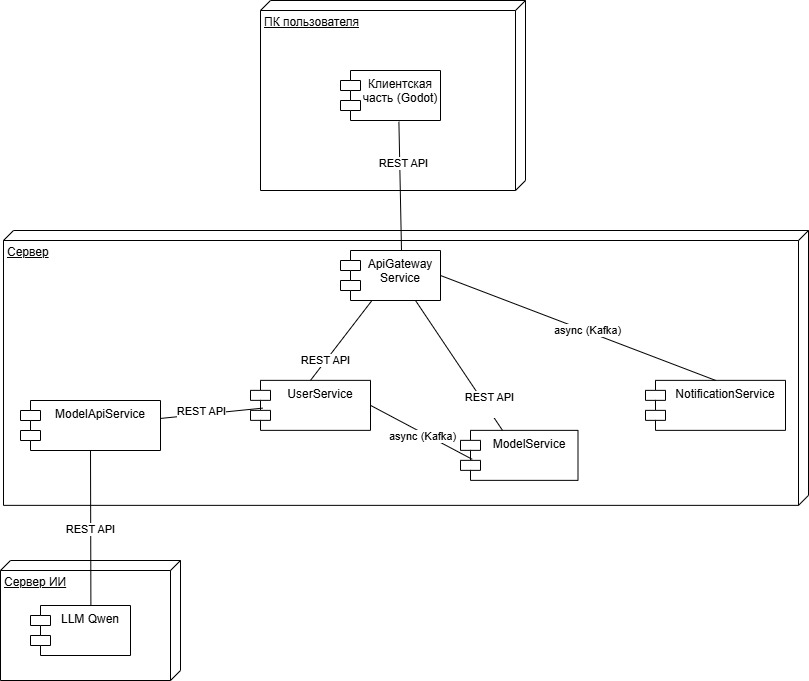 ПК пользователя
Клиентская
часть (Godot)
REST API
Сервер
ApiGateway
Service
async (Kafka)
REST API
REST API
UserService
NotificationService
ModelApiService
REST API
async (Kafka)
ModelService
REST API
Сервер ИИ
LLM Qwen